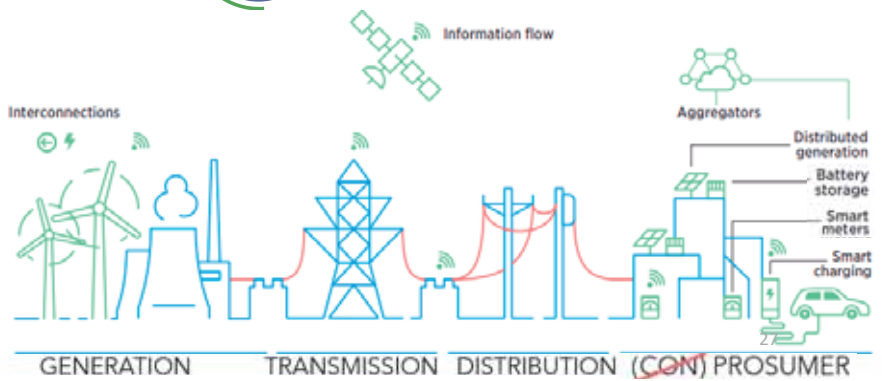 Information flow
Interconnections
Aggregators
Distributed
generation
Battery
storage
Smart
meters
Smart
charging
27
GENERATION
TRANSMISSION
DISTRIBUTION
(CON) PROSUMER